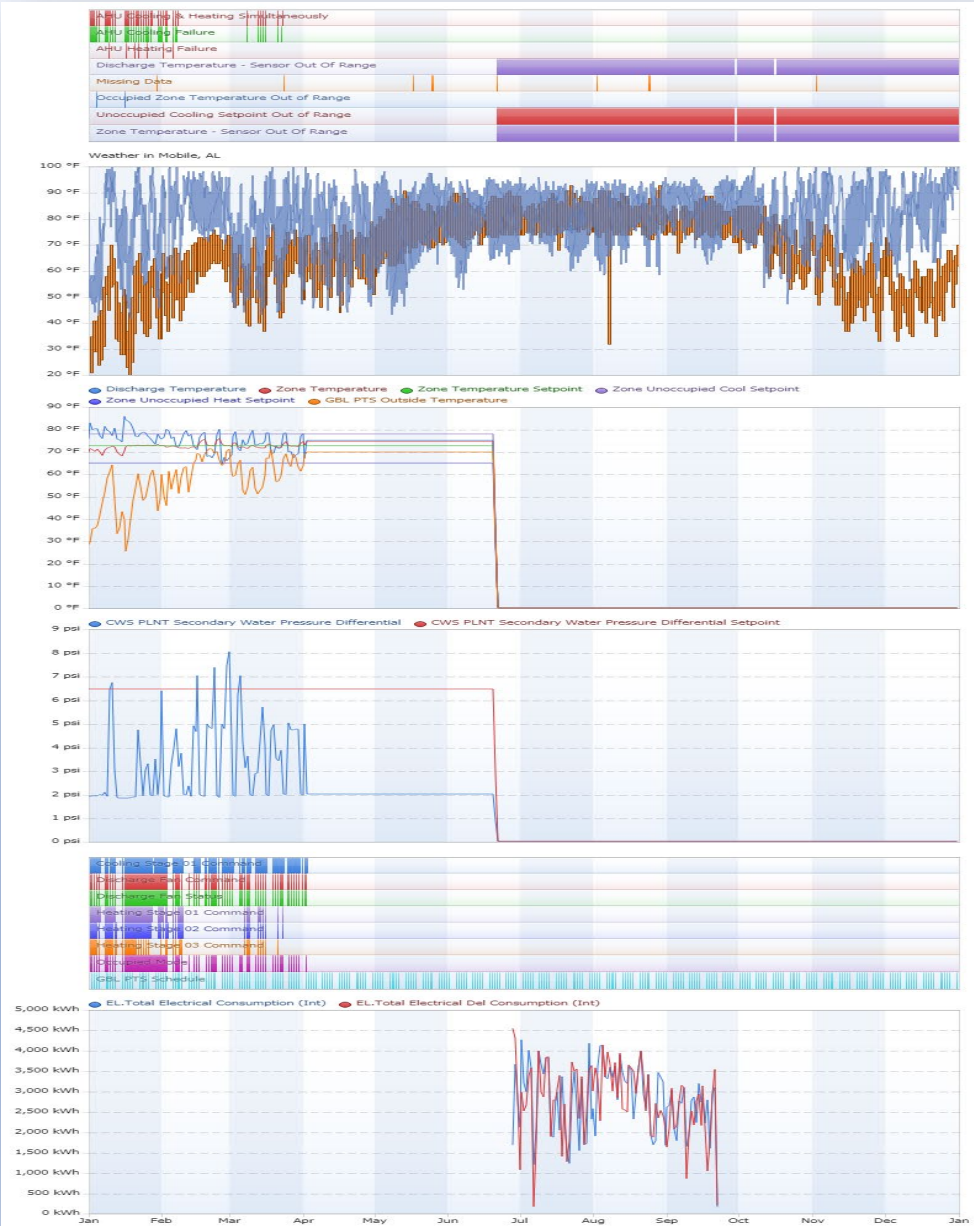 AHU Cooling & Heating Simultaneously
AHU Cooling Failure
AHU Heating Failure
Discharge Temperature - Sensor Out Of Range
Missing Data
Occupied Zone Temperature Out of Range
Unoccupied Cooling Setpoint Out of Range
Zone Temperature - Sensor Out Of Range
Weather in Mobile, AL
100 °F
90 °F
80 °F
70 °F
60 °F
50 °F
40 °F
30 °F
20 °F
Discharge Temperature Zone Temperature Zone Temperature Setpoint Zone Unoccupied Cool Setpoint
Zone Unoccupied Heat Setpoint GBL PTS Outside Temperature
90 °F
80 °F
70 °F
60 °F
50 °F
40 °F
30 °F
20 °F
10 °F
0 °F
CWS PLNT Secondary Water Pressure Differential CWS PLNT Secondary Water Pressure Differential Setpoint
9 psi
8 psi
7 psi
6 psi
5 psi
4 psi
3 psi
2 psi
1 psi
0 psi
Cooling Stage 01 Command
Discharge Fan Command
Discharge Fan Status
Heating Stage 01 Command
Heating Stage 02 Command
Heating Stage 03 Command
Occupied Mode
GBL PTS Schedule
EL.Total Electrical Consumption (Int) EL.Total Electrical Del Consumption (Int)
5,000 kWh
4,500 kWh
4,000 kWh
3,500 kWh
3,000 kWh
2,500 kWh
2,000 kWh
1,500 kWh
1,000 kWh
500 kWh
0 kWh
Jan Feb Mar Apr May Jun Jul Aug Sep Oct Nov Dec Jan